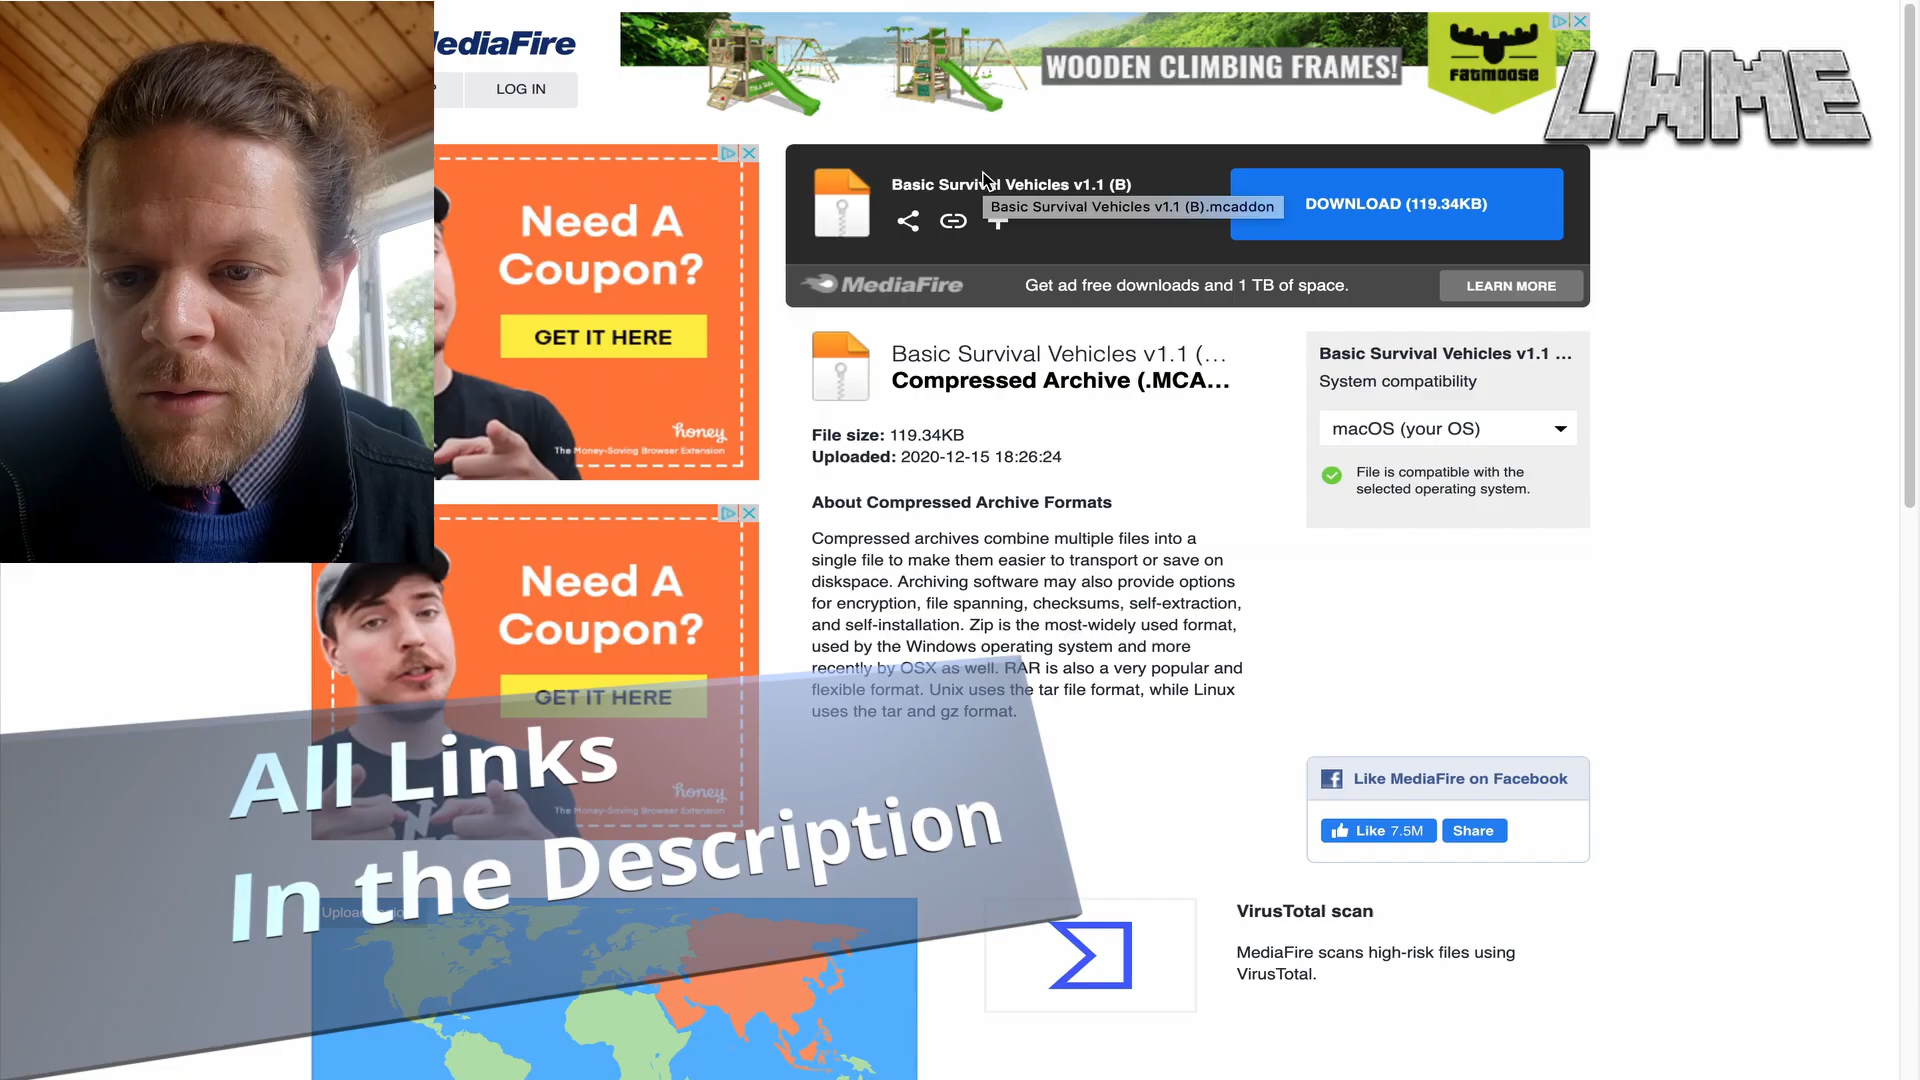 ediaFire
LOG IN
WOODEN CLIMBING FRAMES!
FATMOOSE
LWME
Need A
Coupon?
GET IT HERE
honey
The Money-Saving Browser Extension
Basic Survival Vehicles v1.1 (B)
Basic Survival Vehicles v1.1 (B).mcaddon
DOWNLOAD (119.34KB)
MediaFire
Get ad free downloads and 1 TB of space.
LEARN MORE
Basic Survival Vehicles v1.1 (...
Compressed Archive (.MCA...
File size: 119.34KB
Uploaded: 2020-12-15 18:26:24
Basic Survival Vehicles v1.1 ...
System compatibility
macOS (your OS)
File is compatible with the
selected operating system.
About Compressed Archive Formats
Compressed archives combine multiple files into a
single file to make them easier to transport or save on
diskspace. Archiving software may also provide options
for encryption, file spanning, checksums, self-extraction,
and self-installation. Zip is the most-widely used format,
used by the Windows operating system and more
recently by OSX as well. RAR is also a very popular and
flexible format. Unix uses the tar file format, while Linux
uses the tar and gz format.
Need A
Coupon?
GET IT HERE
honey
The Money-Saving Browser Extension
All Links
In the Description
Like MediaFire on Facebook
Like 7.5M
Share
VirusTotal scan
MediaFire scans high-risk files using
VirusTotal.